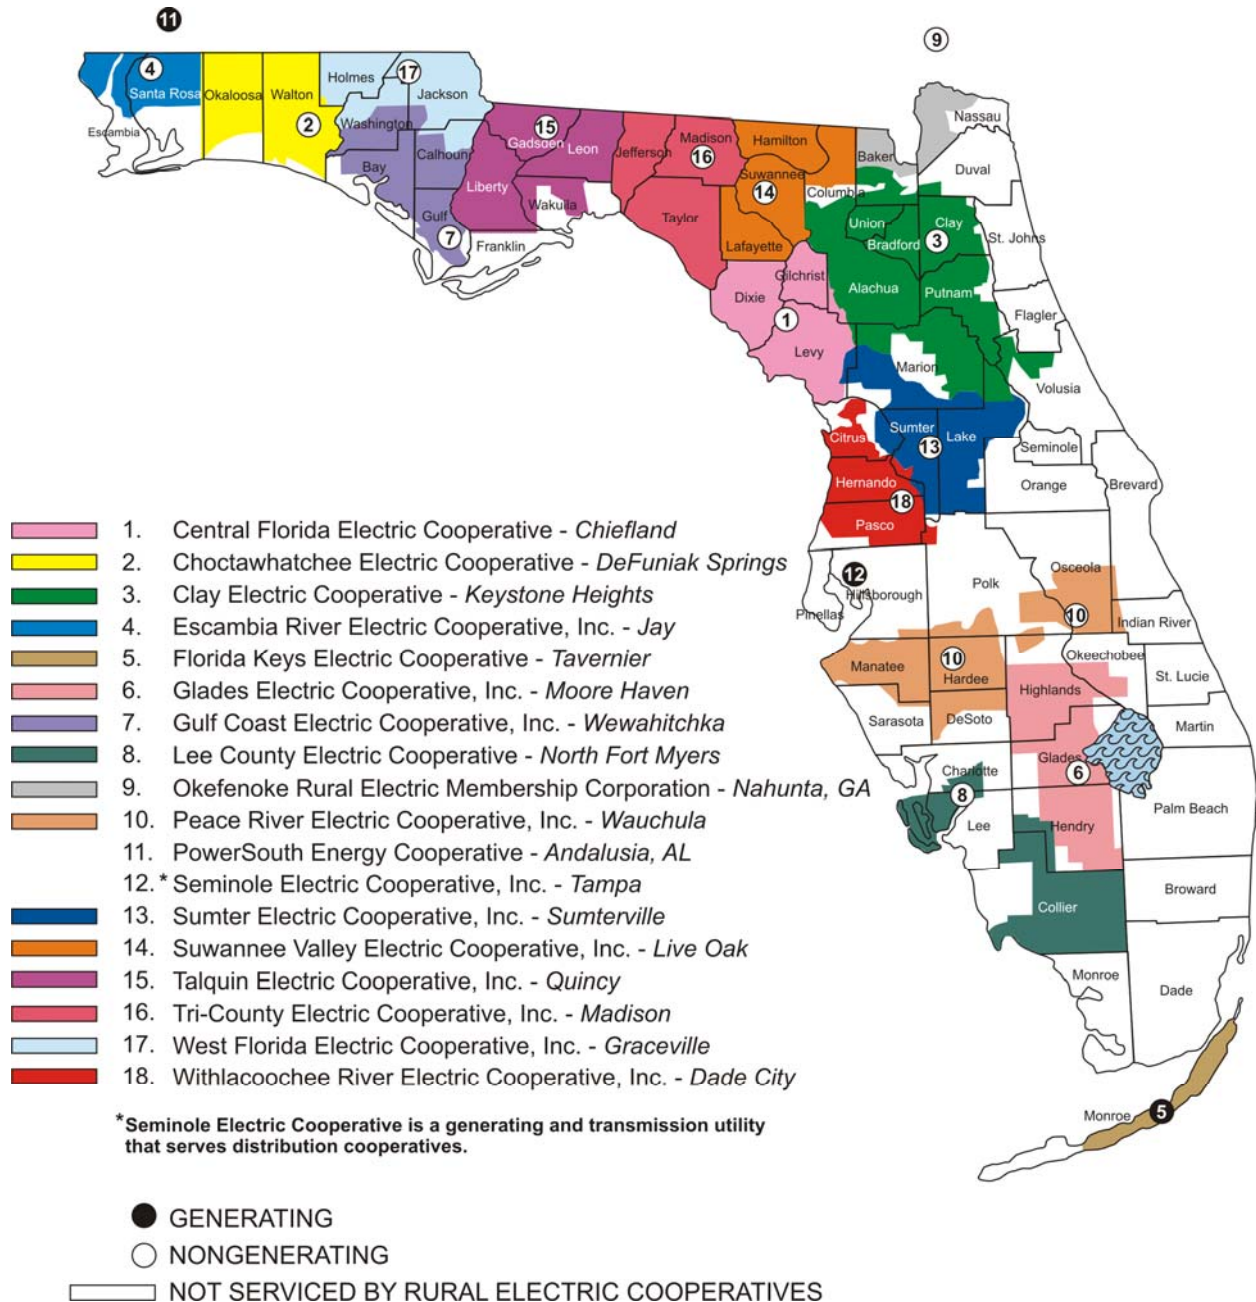 11
9
4
Santa Rosa
Escambia
Okaloosa
Walton
2
Holmes
17
Jackson
Washington
Bay
Calhoun
Gulf
7
Franklin
15
Gadsden
Leon
Liberty
Wakulla
Jefferson
Madison
16
Taylor
Hamilton
Suwannee
14
Lafayette
Columbia
Baker
Nassau
Duval
Union
Bradford
Clay
3
St. Johns
Alachua
Putnam
Flagler
Gilchrist
Dixie
1
Levy
Marion
Volusia
Citrus
Sumter
Lake
13
Seminole
Orange
Brevard
Hernando
18
Pasco
12
Hillsborough
Pinellas
Polk
Osceola
10
Indian River
Manatee
10
Hardee
Okeechobee
Highlands
St. Lucie
Sarasota
DeSoto
Martin
Charlotte
Glades
6
8
Lee
Hendry
Palm Beach
Collier
Broward
Monroe
Dade
Monroe
5
1. Central Florida Electric Cooperative - Chiefland
2. Choctawhatchee Electric Cooperative - DeFuniak Springs
3. Clay Electric Cooperative - Keystone Heights
4. Escambia River Electric Cooperative, Inc. - Jay
5. Florida Keys Electric Cooperative - Tavernier
6. Glades Electric Cooperative, Inc. - Moore Haven
7. Gulf Coast Electric Cooperative, Inc. - Wewahitchka
8. Lee County Electric Cooperative - North Fort Myers
9. Okefenoke Rural Electric Membership Corporation - Nahunta, GA
10. Peace River Electric Cooperative, Inc. - Wauchula
11. PowerSouth Energy Cooperative - Andalusia, AL
12.* Seminole Electric Cooperative, Inc. - Tampa
13. Sumter Electric Cooperative, Inc. - Sumterville
14. Suwannee Valley Electric Cooperative, Inc. - Live Oak
15. Talquin Electric Cooperative, Inc. - Quincy
16. Tri-County Electric Cooperative, Inc. - Madison
17. West Florida Electric Cooperative, Inc. - Graceville
18. Withlacoochee River Electric Cooperative, Inc. - Dade City
*Seminole Electric Cooperative is a generating and transmission utility
that serves distribution cooperatives.
GENERATING
NONGENERATING
NOT SERVICED BY RURAL ELECTRIC COOPERATIVES